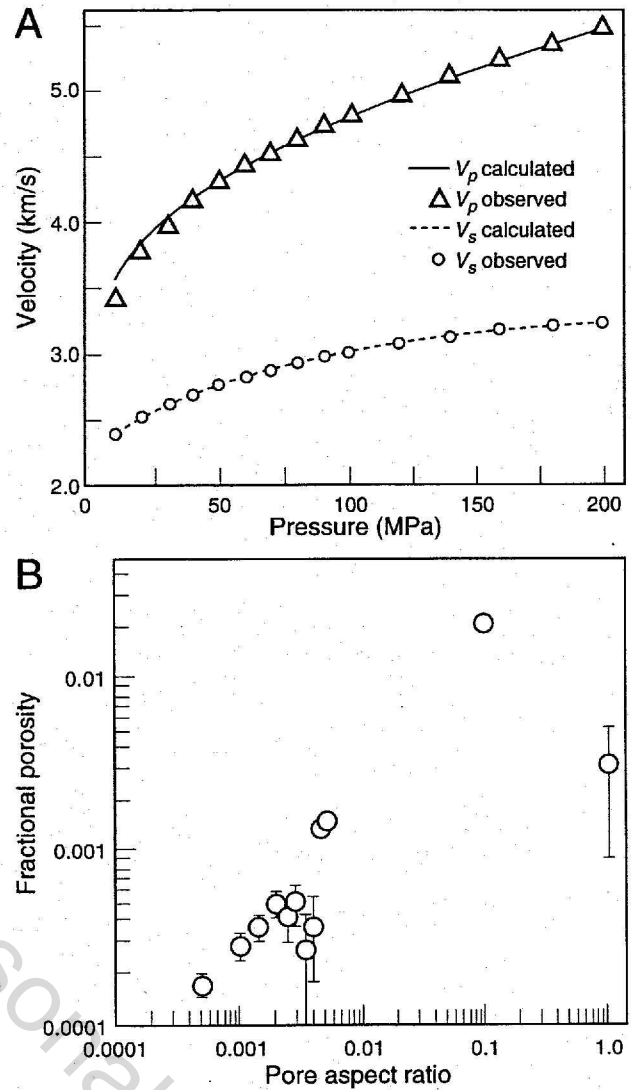 A
5.0
4.0
3.0
2.0
Velocity (km/s)
Vp calculated
Vp observed
Vs calculated
Vs observed
0 50 100 150 200
Pressure (MPa)
B
0.01
0.001
0.0001
Fractional porosity
0.0001 0.001 0.01 0.1 1.0
Pore aspect ratio
sonal